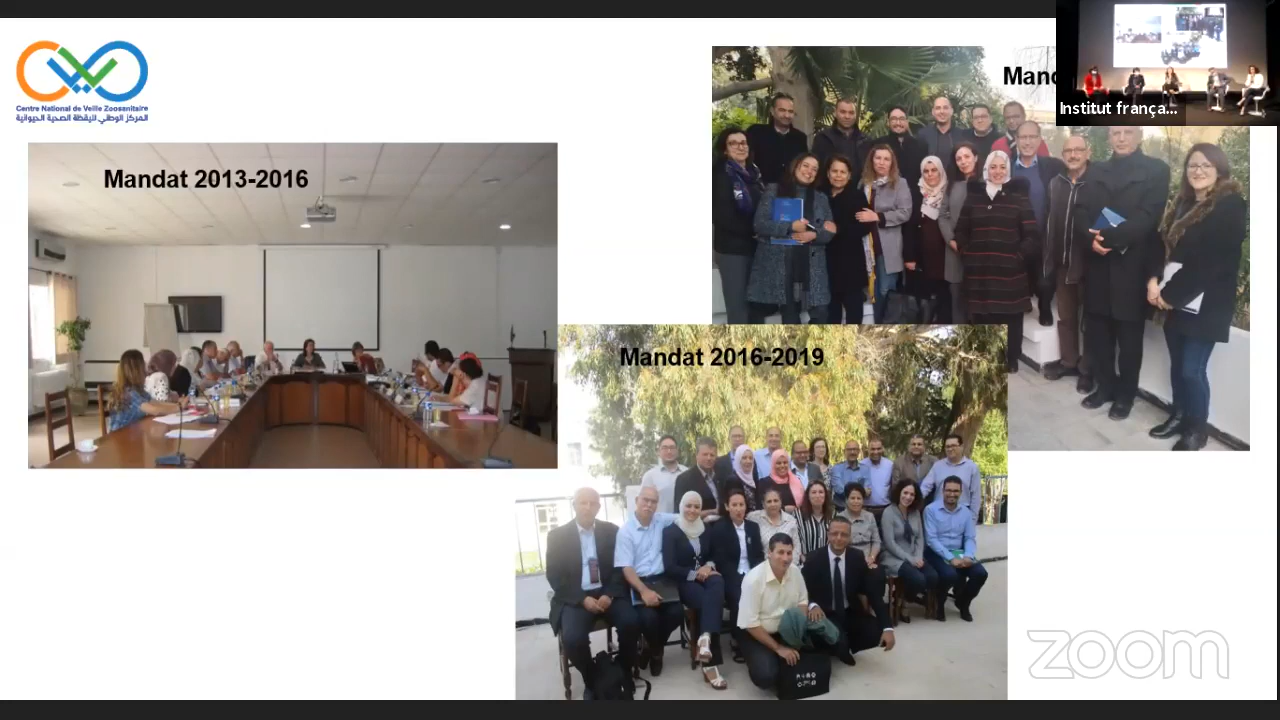 Centre National de Veille Zoosanitaire
المركز الوطني لليقظة الصحية الحيوانية
Mandat 2013-2016
Institut frança...
Mandat 2016-2019
zoom